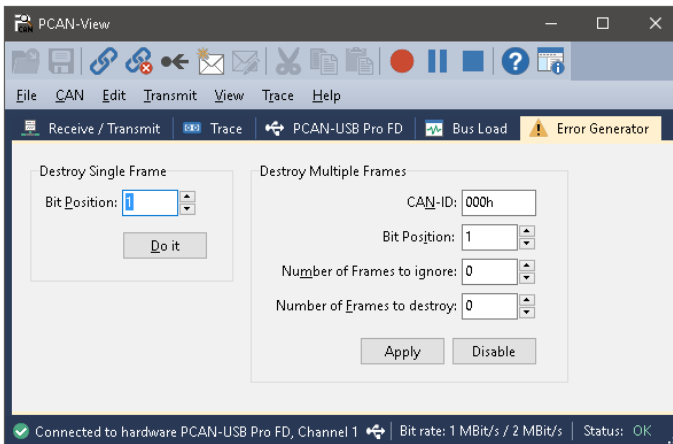 PCAN-View
File CAN Edit Transmit View Trace Help
Receive / Transmit Trace PCAN-USB Pro FD Bus Load Error Generator
Destroy Single Frame
Bit Position: 1
Do it
Destroy Multiple Frames
CAN-ID: 000h
Bit Position: 1
Number of Frames to ignore: 0
Number of Frames to destroy: 0
Apply Disable
Connected to hardware PCAN-USB Pro FD, Channel 1 Bit rate: 1 MBit/s / 2 MBit/s Status: OK